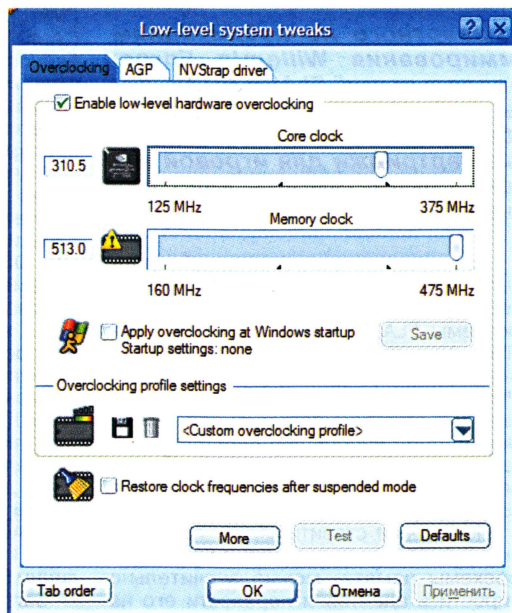 Low-level system tweaks
Overclocking
AGP
NVStrap driver
Enable low-level hardware overclocking
Core clock
310.5
125 MHz
375 MHz
Memory clock
513.0
160 MHz
475 MHz
Apply overclocking at Windows startup
Startup settings: none
Save
Overclocking profile settings
<Custom overclocking profile>
Restore clock frequencies after suspended mode
More
Test
Defaults
Tab order
OK
Отмена
Применить